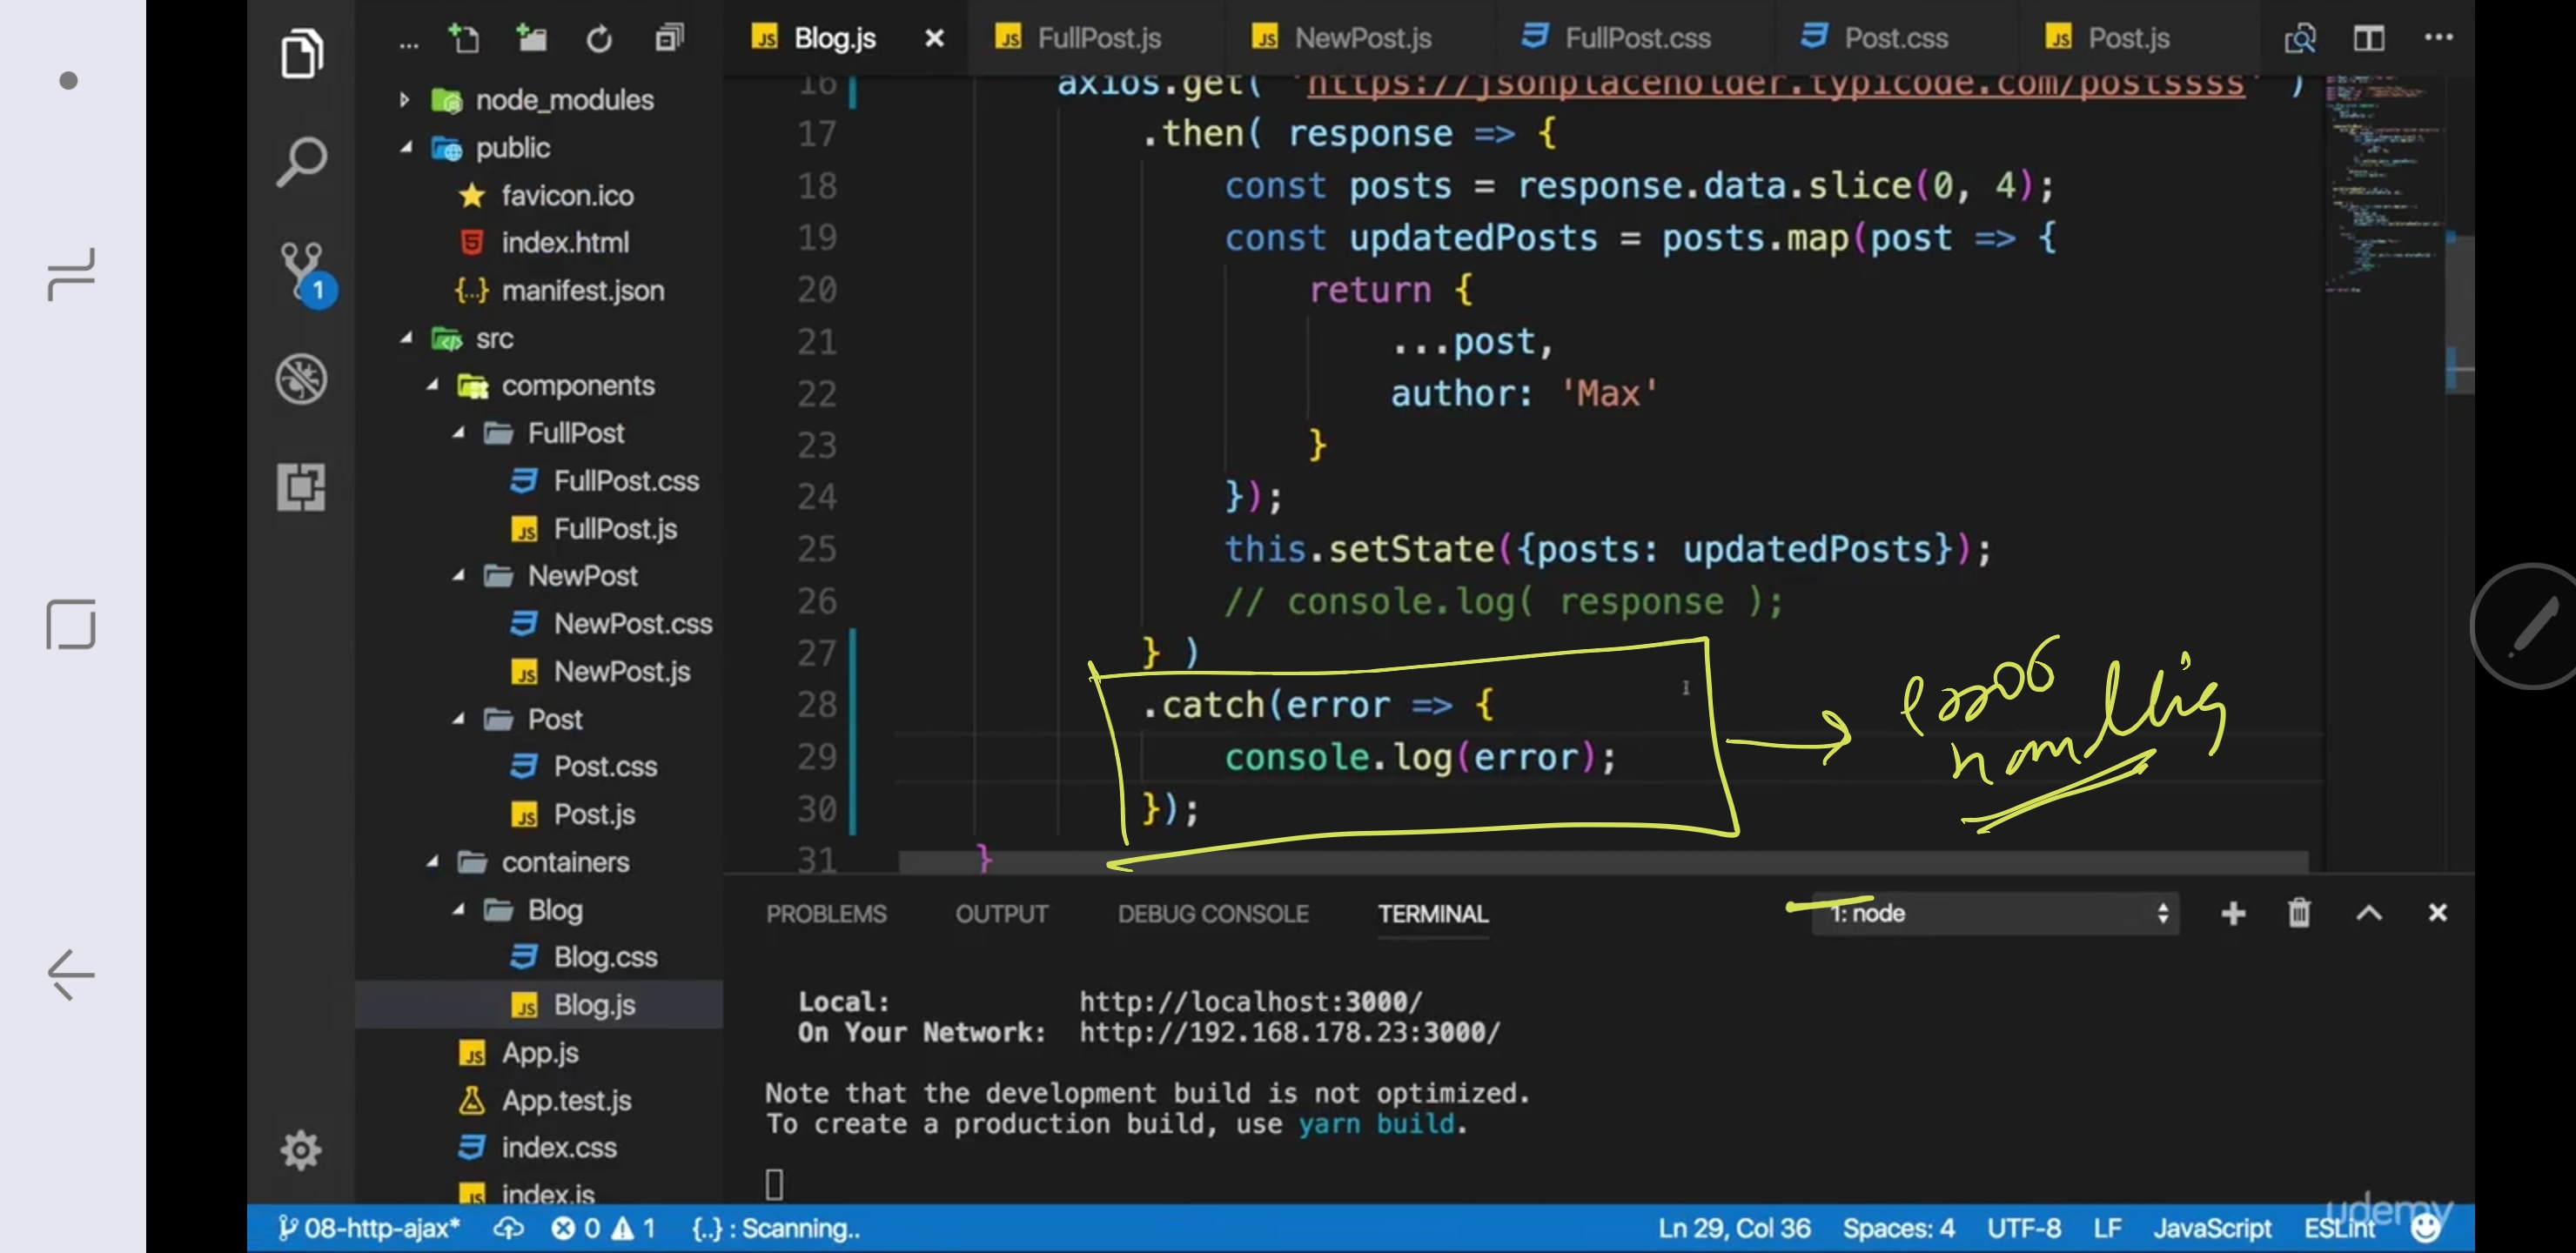 Blog.js
FullPost.js
NewPost.js
FullPost.css
Post.css
Post.js
node_modules
public
favicon.ico
index.html
manifest.json
src
components
FullPost
FullPost.css
FullPost.js
NewPost
NewPost.css
NewPost.js
Post
Post.css
Post.js
containers
Blog
Blog.css
Blog.js
App.js
App.test.js
index.css
index.js
16 axios.get( 'https://jsonplaceholder.typicode.com/postssss' )
17 .then( response => {
18 const posts = response.data.slice(0, 4);
19 const updatedPosts = posts.map(post => {
20 return {
21 ...post,
22 author: 'Max'
23 }
24 });
25 this.setState({posts: updatedPosts});
26 // console.log( response );
27 } )
28 .catch(error => {
29 console.log(error);
30 });
31 }
error
handling
PROBLEMS OUTPUT DEBUG CONSOLE TERMINAL 1: node
Local: http://localhost:3000/
On Your Network: http://192.168.178.23:3000/
Note that the development build is not optimized.
To create a production build, use yarn build.
1
08-http-ajax* 0 1 {..} : Scanning.. Ln 29, Col 36 Spaces: 4 UTF-8 LF JavaScript ESLint
udemy